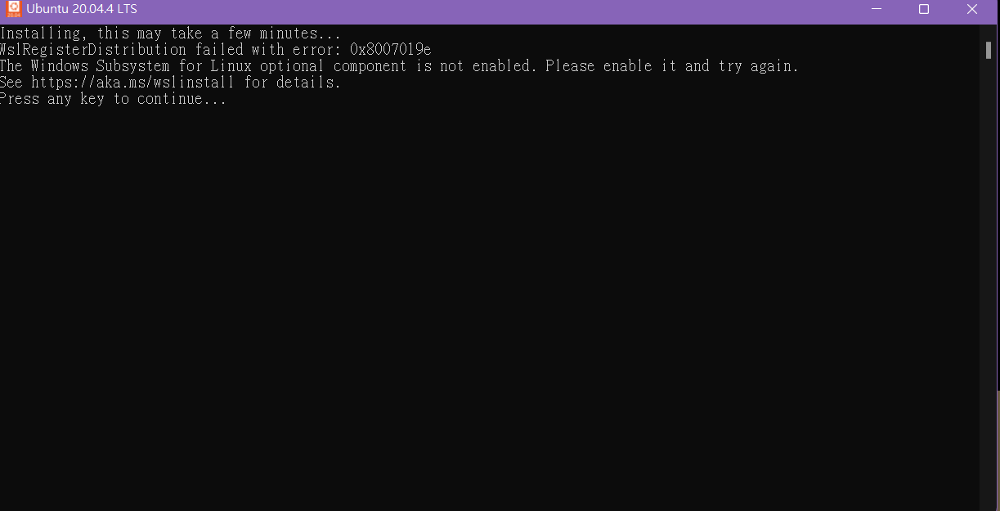 Ubuntu 20.04.4 LTS
Installing, this may take a few minutes...
WslRegisterDistribution failed with error: 0x8007019e
The Windows Subsystem for Linux optional component is not enabled. Please enable it and try again.
See https://aka.ms/wslinstall for details.
Press any key to continue...